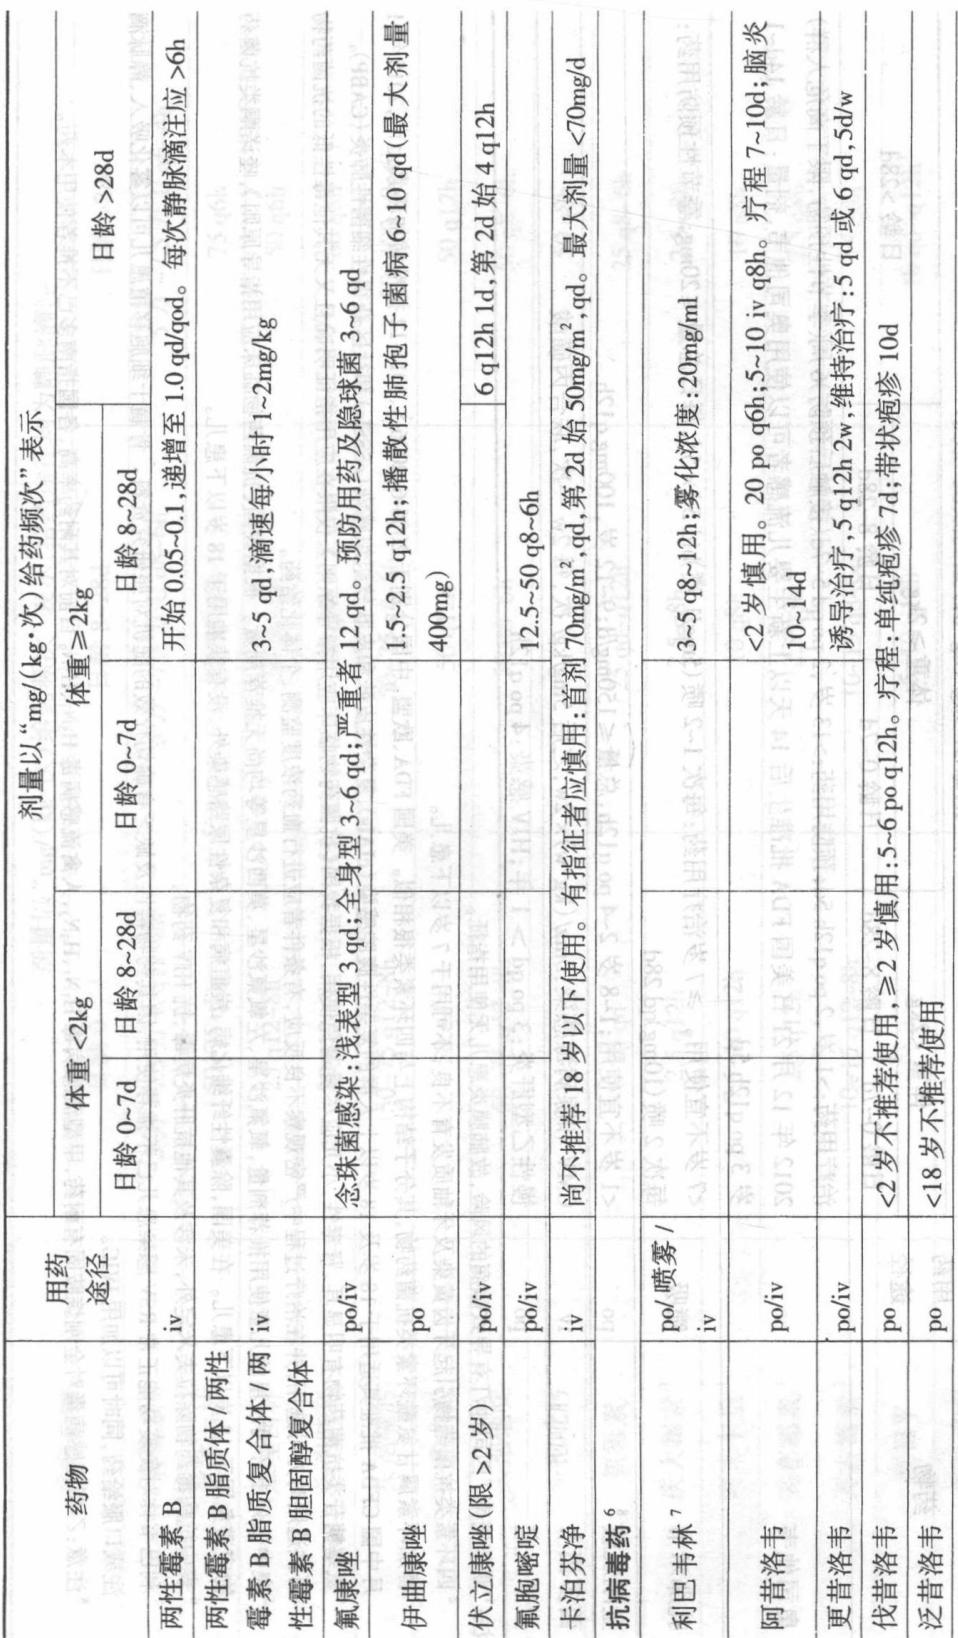 剂量以“mg/(kg·次)给药频次”表示
药物 用药途径 体重<2kg 体重≥2kg 日龄>28d
日龄 0~7d 日龄 8~28d 日龄 0~7d 日龄 8~28d
两性霉素 B iv 开始 0.05~0.1,递增至 1.0 qd/qod。每次静脉滴注应 >6h
两性霉素 B 脂质体 / 两性
霉素 B 脂质复合体 / 两 iv 3~5 qd,滴速每小时 1~2mg/kg
性霉素 B 胆固醇复合体
氟康唑 po/iv 念珠菌感染:浅表型 3 qd;全身型 3~6 qd;严重者 12 qd。预防用药及隐球菌 3~6 qd
伊曲康唑 po 1.5~2.5 q12h;播散性肺孢子菌病 6~10 qd(最大剂量
400mg)
伏立康唑(限 >2 岁) po/iv 6 q12h 1d,第 2d 始 4 q12h
氟胞嘧啶 po/iv 12.5~50 q8~6h
卡泊芬净 iv 尚不推荐 18 岁以下使用。有指征者应慎用:首剂 70mg/m²,qd,第 2d 始 50mg/m²,qd。最大剂量 <70mg/d
抗病毒药⁶
利巴韦林⁷ po/ 喷雾 / iv 3~5 q8~12h;雾化浓度:20mg/ml
阿昔洛韦 po/iv <2 岁慎用。20 po q6h;5~10 iv q8h。疗程 7~10d;脑炎
10~14d
更昔洛韦 po/iv 诱导治疗,5 q12h 2w,维持治疗:5 qd 或 6 qd,5d/w
伐昔洛韦 po <2 岁不推荐使用,≥2 岁慎用:5~6 po q12h。疗程:单纯疱疹 7d;带状疱疹 10d
泛昔洛韦 po <18 岁不推荐使用